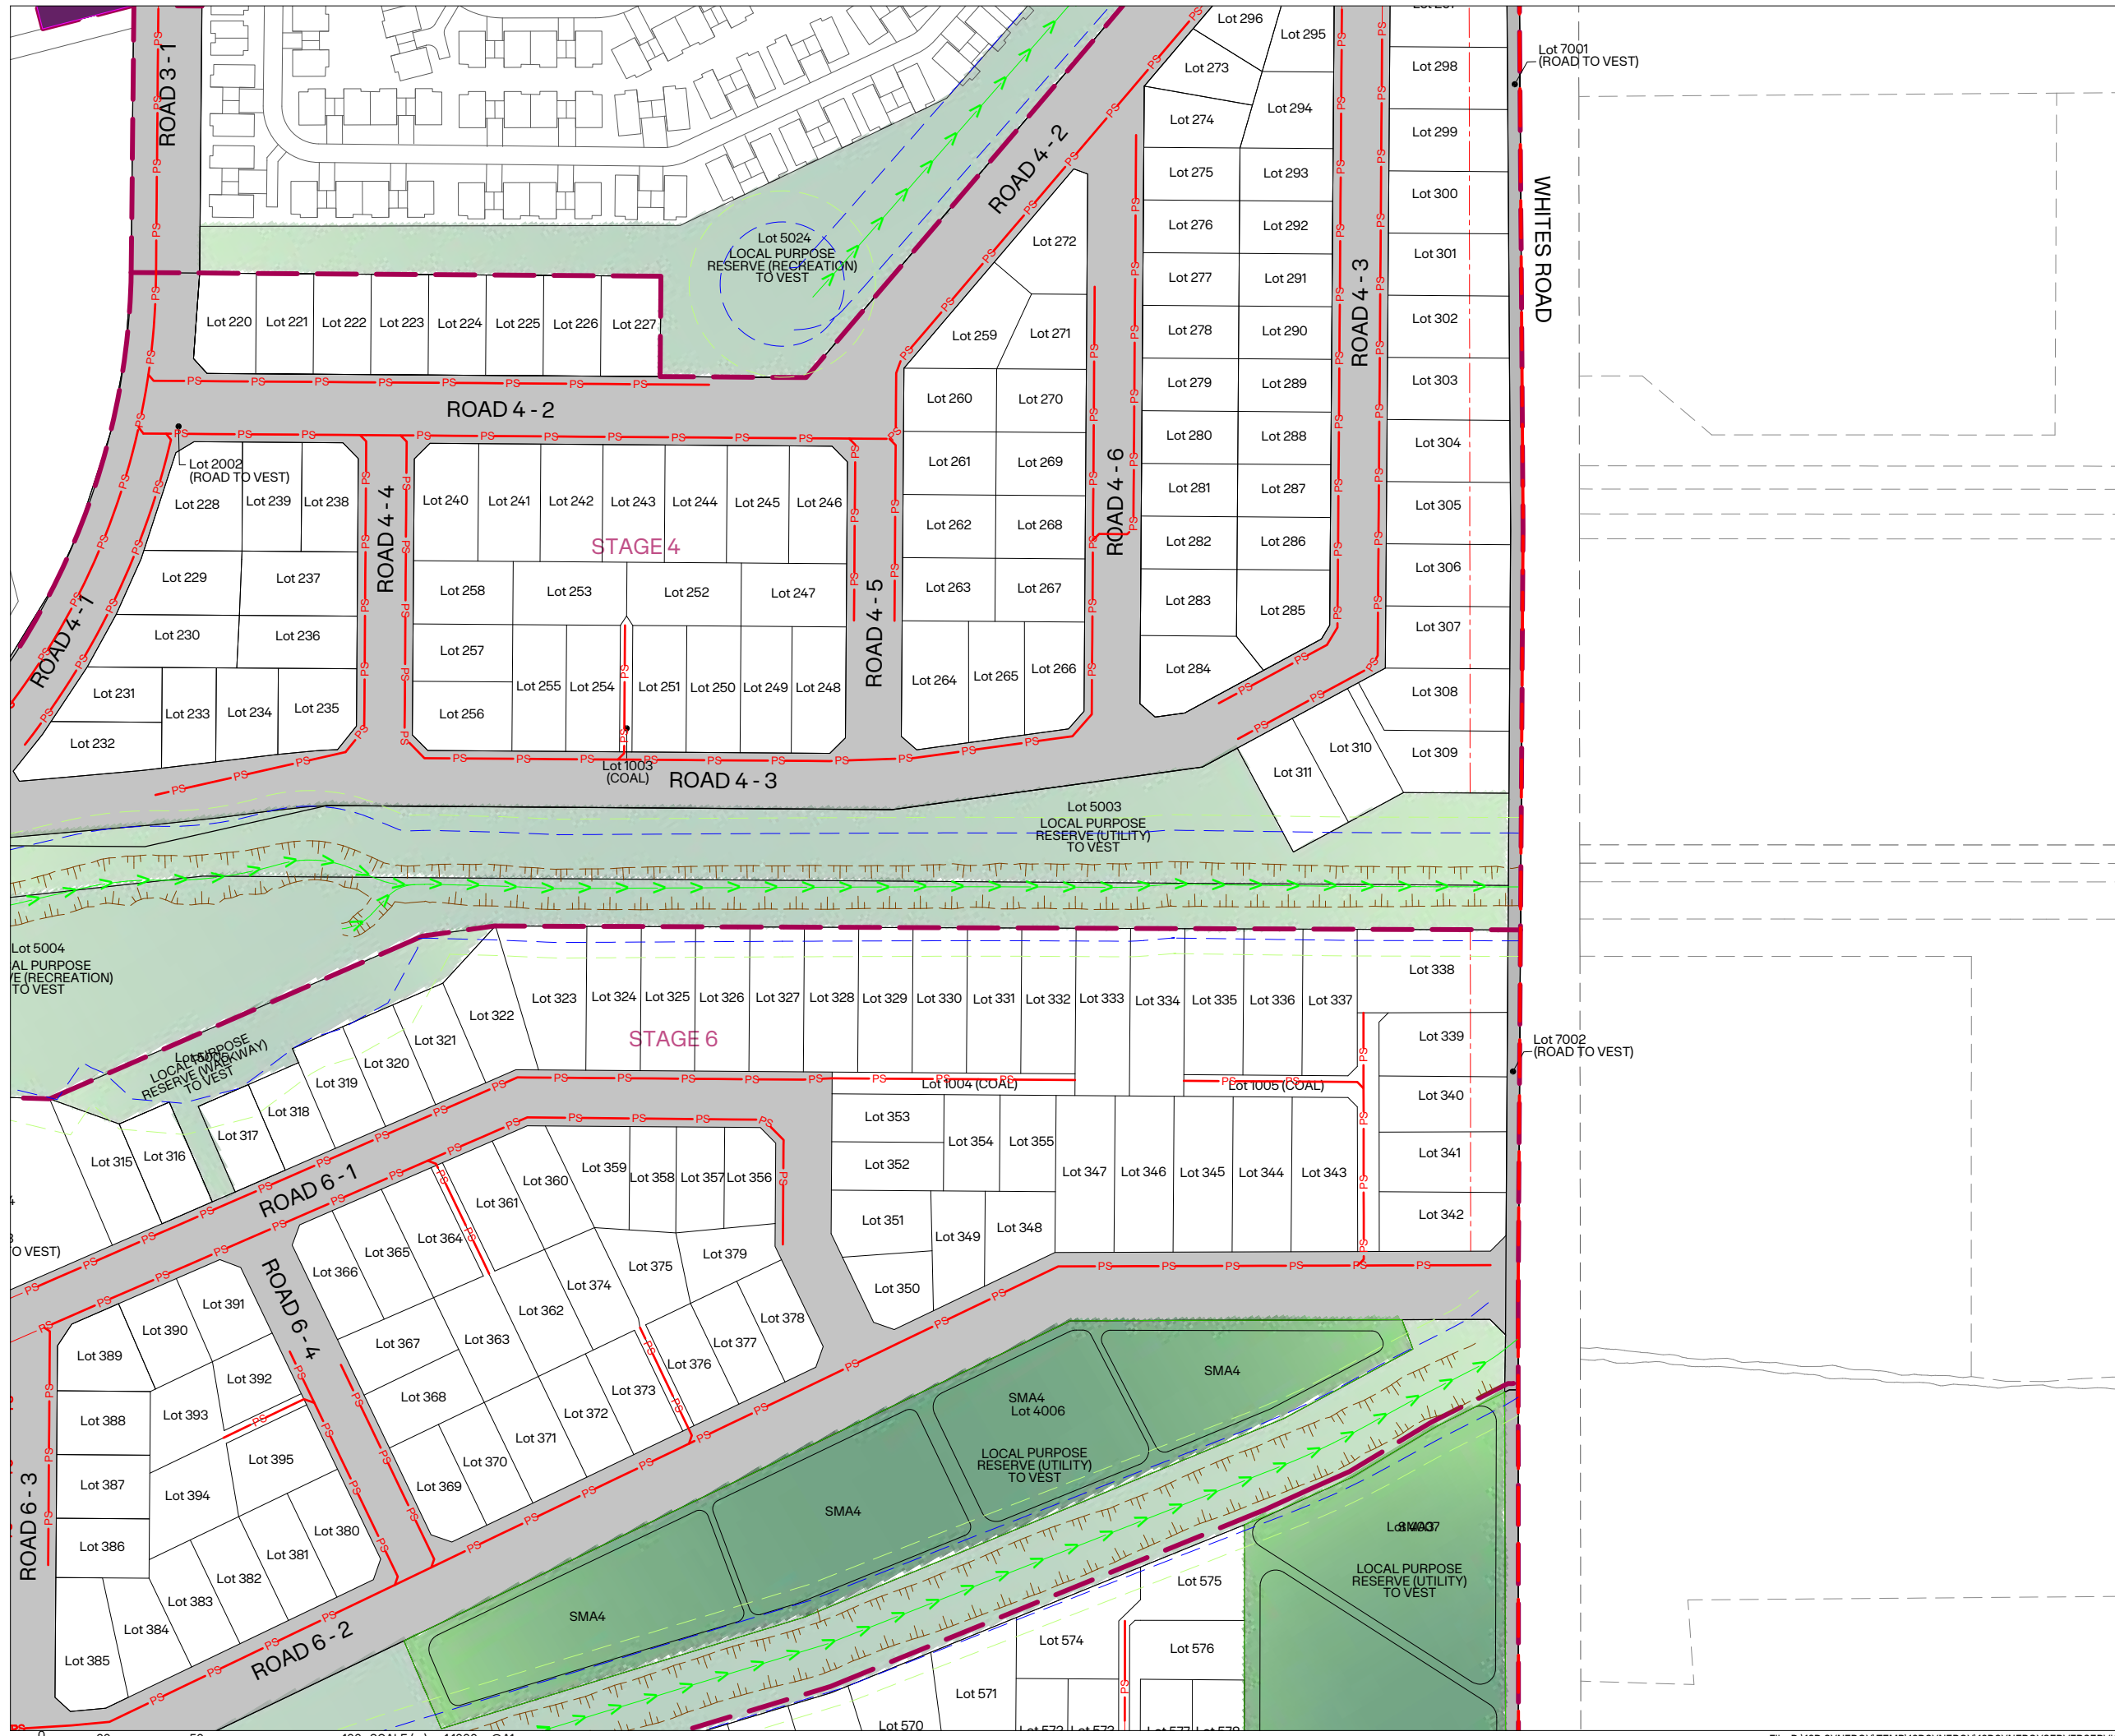 ROAD 3 - 1
Lot 296
Lot 295
Lot 273
Lot 294
Lot 274
Lot 298
Lot 299
Lot 7001
(ROAD TO VEST)
ROAD 4 - 2
Lot 275
Lot 293
Lot 300
Lot 276
Lot 292
Lot 301
Lot 272
Lot 277
Lot 291
Lot 302
WHITES ROAD
Lot 5024
LOCAL PURPOSE
RESERVE (RECREATION)
TO VEST
Lot 220
Lot 221
Lot 222
Lot 223
Lot 224
Lot 225
Lot 226
Lot 227
Lot 259
Lot 271
Lot 278
Lot 290
ROAD 4 - 3
Lot 303
ROAD 4 - 2
Lot 260
Lot 270
Lot 279
Lot 289
Lot 304
Lot 261
Lot 269
Lot 280
Lot 288
Lot 2002
(ROAD TO VEST)
Lot 228
Lot 239
Lot 238
Lot 240
Lot 241
Lot 242
Lot 243
Lot 244
Lot 245
Lot 246
Lot 281
Lot 287
Lot 305
Lot 262
Lot 268
ROAD 4 - 6
STAGE 4
ROAD 4 - 4
Lot 282
Lot 286
Lot 306
Lot 229
Lot 237
Lot 258
Lot 253
Lot 252
Lot 247
Lot 263
Lot 267
Lot 283
Lot 285
Lot 307
ROAD 4 - 1
Lot 230
Lot 236
Lot 257
ROAD 4 - 5
Lot 284
Lot 308
Lot 231
Lot 233
Lot 234
Lot 235
Lot 256
Lot 255
Lot 254
Lot 251
Lot 250
Lot 249
Lot 248
Lot 264
Lot 265
Lot 266
Lot 232
Lot 310
Lot 309
Lot 311
Lot 1003
(COAL)
ROAD 4 - 3
Lot 5003
LOCAL PURPOSE
RESERVE (UTILITY)
TO VEST
Lot 5004
AL PURPOSE
E (RECREATION)
TO VEST
Lot 322
Lot 323
Lot 324
Lot 325
Lot 326
Lot 327
Lot 328
Lot 329
Lot 330
Lot 331
Lot 332
Lot 333
Lot 334
Lot 335
Lot 336
Lot 337
Lot 338
STAGE 6
Lot 339
Lot 7002
(ROAD TO VEST)
LOCAL PURPOSE
RESERVE (WALKWAY)
TO VEST
Lot 321
Lot 320
Lot 319
Lot 318
Lot 317
Lot 316
Lot 315
Lot 1004 (COAL)
Lot 1005 (COAL)
Lot 340
Lot 353
Lot 354
Lot 355
Lot 352
Lot 347
Lot 346
Lot 345
Lot 344
Lot 343
Lot 341
Lot 342
ROAD 6 - 1
Lot 361
Lot 360
Lot 359
Lot 358
Lot 357
Lot 356
Lot 351
Lot 349
Lot 348
Lot 350
O VEST)
Lot 366
Lot 365
Lot 364
Lot 375
Lot 379
Lot 374
Lot 362
Lot 378
ROAD 6 - 4
Lot 391
Lot 390
Lot 389
Lot 367
Lot 363
Lot 377
Lot 376
Lot 392
Lot 368
Lot 373
Lot 388
Lot 393
Lot 372
Lot 371
SMA4
SMA4
Lot 4006
LOCAL PURPOSE
RESERVE (UTILITY)
TO VEST
Lot 387
Lot 395
Lot 394
Lot 370
Lot 369
ROAD 6 - 3
Lot 386
Lot 380
Lot 381
Lot 382
Lot 383
Lot 384
Lot 385
ROAD 6 - 2
SMA4
SMA4
LOCAL PURPOSE
RESERVE (UTILITY)
TO VEST
Lot 575
Lot 574
Lot 576
Lot 571
Lot 570